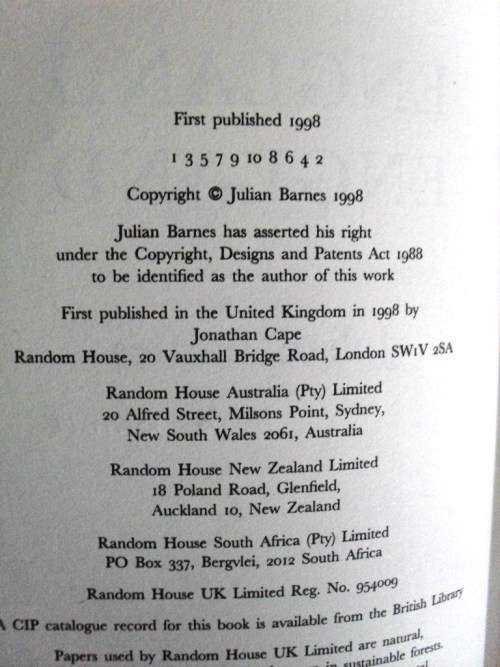 First published 1998
1 3 5 7 9 10 8 6 4 2
Copyright © Julian Barnes 1998
Julian Barnes has asserted his right
under the Copyright, Designs and Patents Act 1988
to be identified as the author of this work
First published in the United Kingdom in 1998 by
Jonathan Cape
Random House, 20 Vauxhall Bridge Road, London SW1V 2SA
Random House Australia (Pty) Limited
20 Alfred Street, Milsons Point, Sydney,
New South Wales 2061, Australia
Random House New Zealand Limited
18 Poland Road, Glenfield,
Auckland 10, New Zealand
Random House South Africa (Pty) Limited
PO Box 337, Bergvlei, 2012 South Africa
Random House UK Limited Reg. No. 954009
A CIP catalogue record for this book is available from the British Library
Papers used by Random House UK Limited are natural,
in sustainable forests.